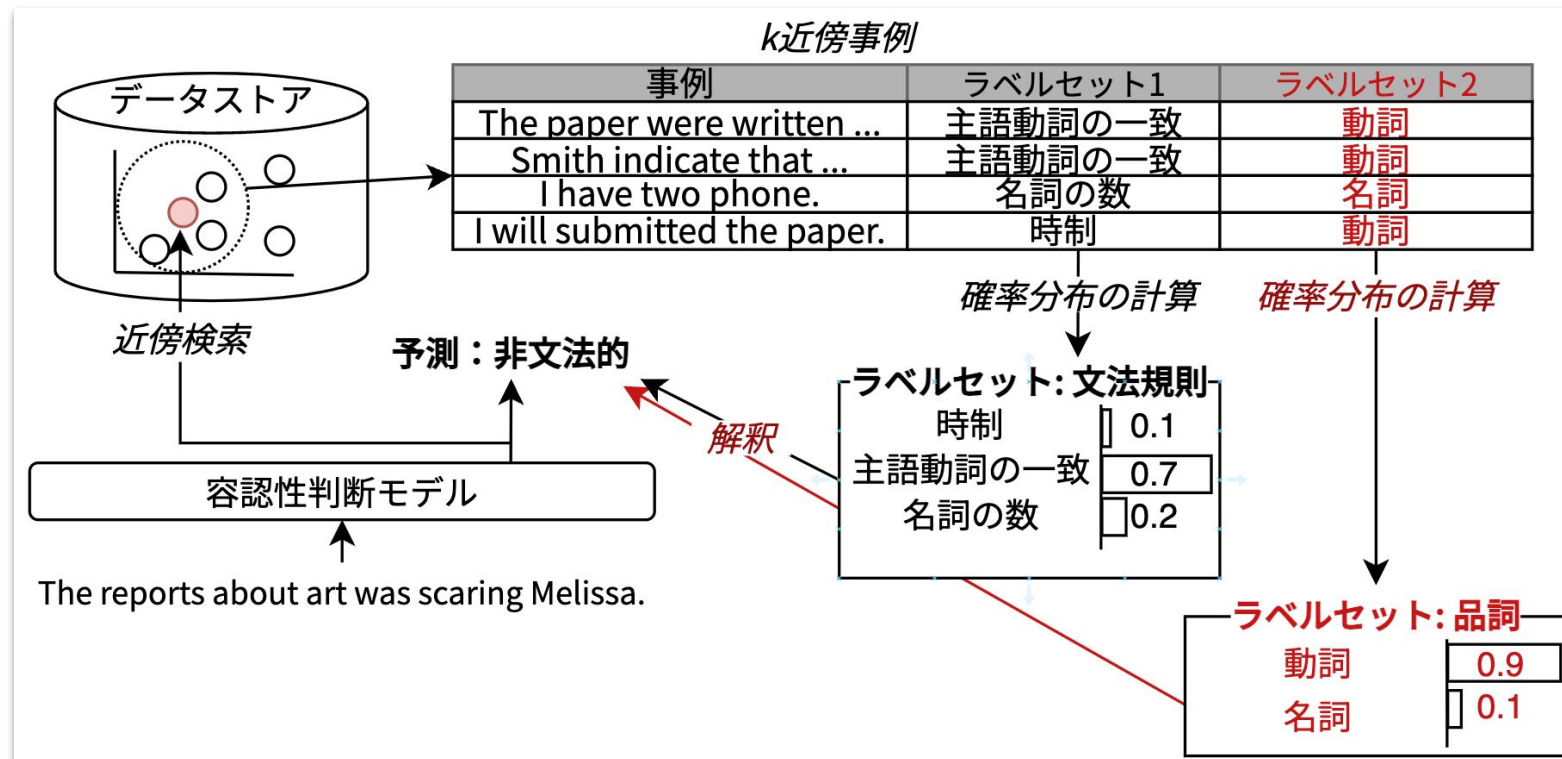 k近傍事例
データストア
事例 ラベルセット1 ラベルセット2
The paper were written ... 主語動詞の一致 動詞
Smith indicate that ... 主語動詞の一致 動詞
I have two phone. 名詞の数 名詞
I will submitted the paper. 時制 動詞
確率分布の計算 確率分布の計算
近傍検索
予測：非文法的
ラベルセット: 文法規則
時制 0.1
主語動詞の一致 0.7
名詞の数 0.2
解釈
容認性判断モデル
The reports about art was scaring Melissa.
ラベルセット: 品詞
動詞 0.9
名詞 0.1